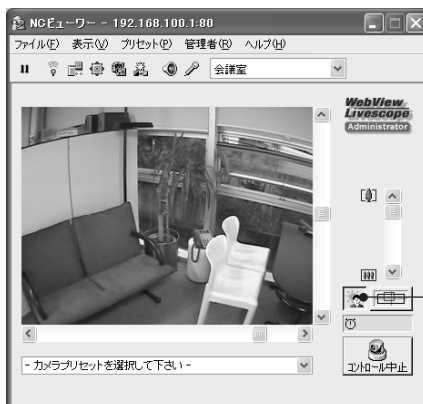 NCビューワー - 192.168.100.1:80
ファイル(F) 表示(V) プリセット(P) 管理者(R) ヘルプ(H)
会議室
WebView
Livescope
Administrator
- カメラプリセットを選択して下さい -
コントロール中止